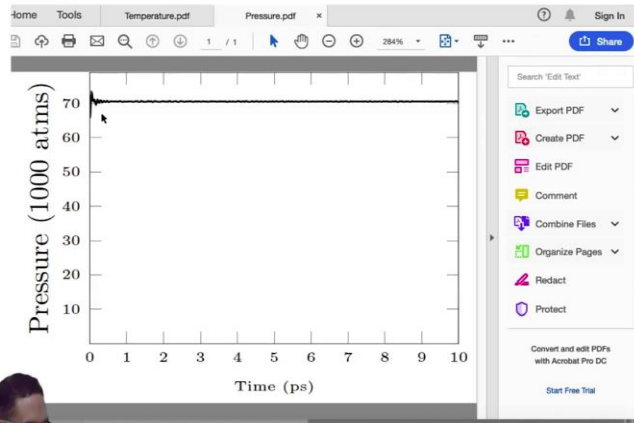 Home Tools Temperature.pdf Pressure.pdf × Sign In
1 / 1 284% Share
Search 'Edit Text'
Export PDF
Create PDF
Edit PDF
Comment
Combine Files
Organize Pages
Redact
Protect
Convert and edit PDFs
with Acrobat Pro DC
Start Free Trial
Pressure (1000 atms)
70
60
50
40
30
20
10
0 1 2 3 4 5 6 7 8 9 10
Time (ps)